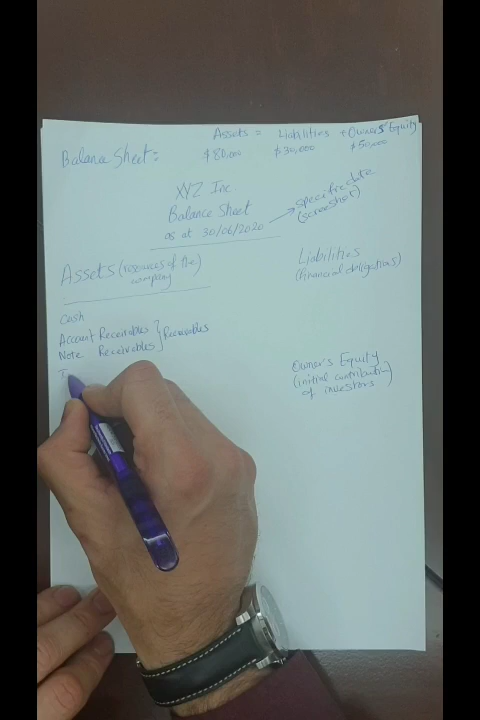 Assets = Liabilities + Owner's Equity
$80,000 $30,000 $50,000
Balance Sheet:
XYZ Inc
Balance Sheet
as at 30/06/2020
specific date
(screeshot)
Assets (resources of the
company)
Liabilities
(financial obligations)
Cash
Account Receivables
Note Receivables
Receivables
Owner's Equity
(initial contribution
of investors